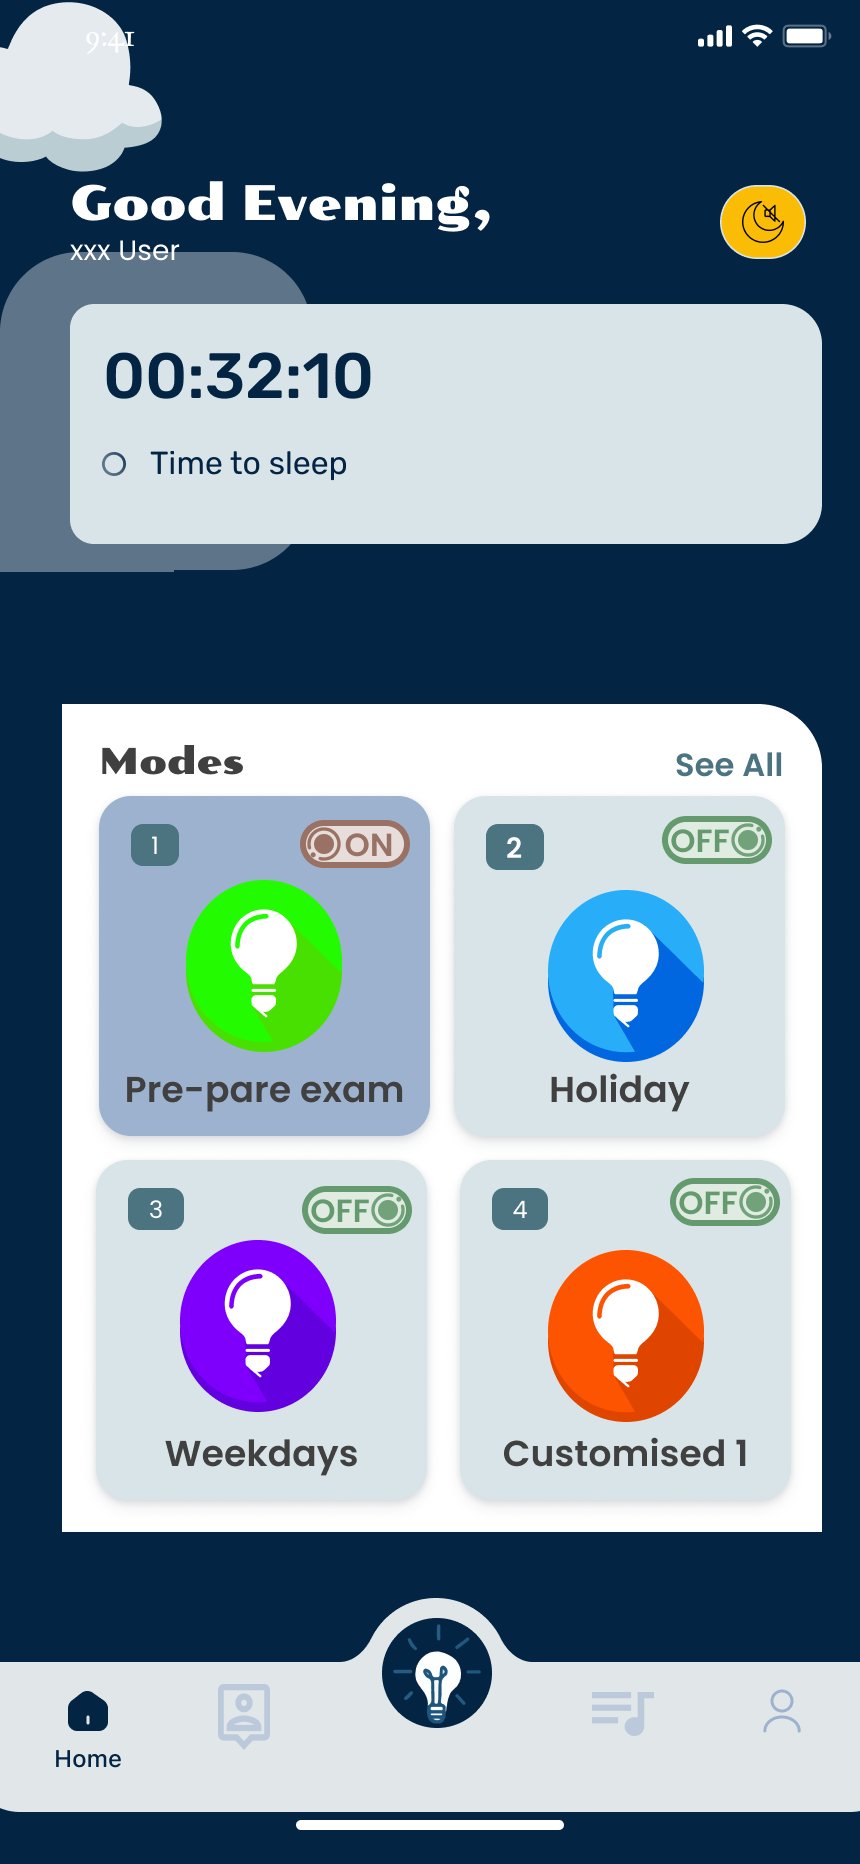 9:41
Good Evening,
xxx User
00:32:10
Time to sleep
Modes
See All
1
ON
2
OFF
Pre-pare exam
Holiday
3
OFF
4
OFF
Weekdays
Customised 1
Home